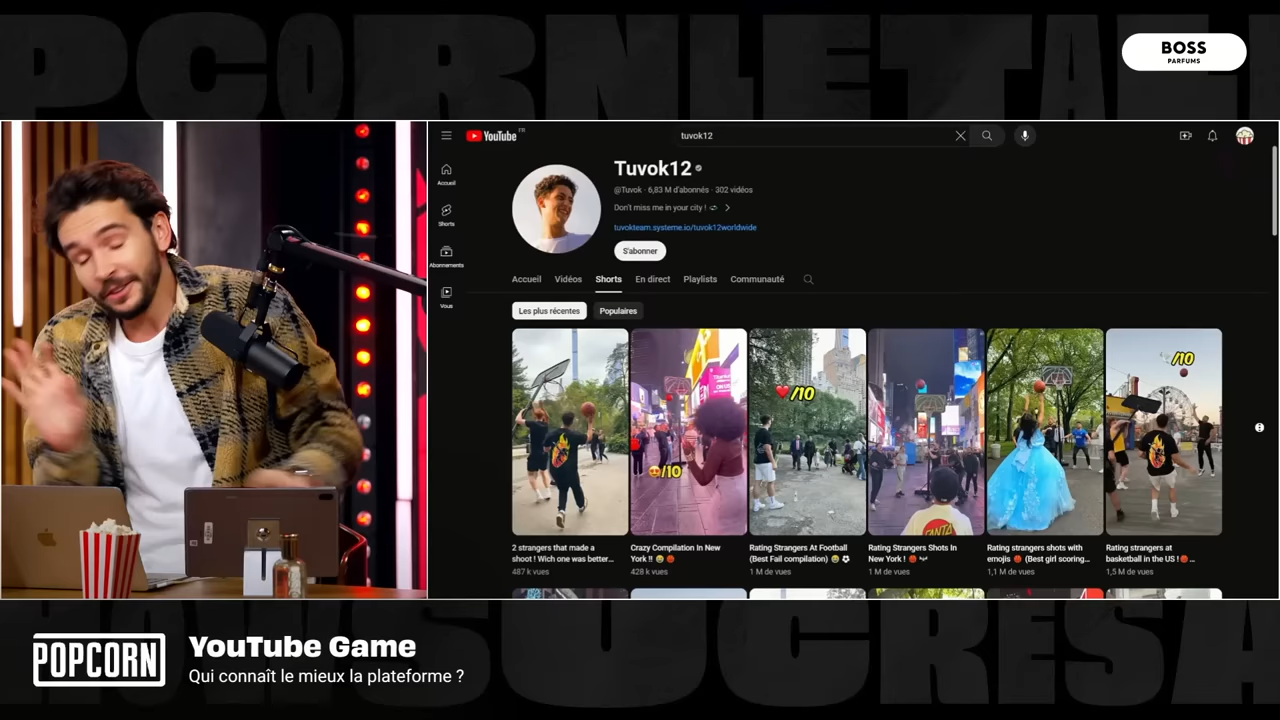 BOSS
PARFUMS
YouTube FR
tuvok12
Accueil
Shorts
Abonnements
Vous
Tuvok12
@Tuvok · 6,83 M d'abonnés · 302 vidéos
Don't miss me in your city !
tuvokteam.systeme.io/tuvok12worldwide
S'abonner
Accueil
Vidéos
Shorts
En direct
Playlists
Communauté
Les plus récentes
Populaires
/10
/10
/10
SANTA
2 strangers that made a
shoot ! Wich one was better...
487 k vues
Crazy Compilation In New
York !!
428 k vues
Rating Strangers At Football
(Best Fail compilation)
1 M de vues
Rating Strangers Shots In
New York !
1 M de vues
Rating strangers shots with
emojis (Best girl scoring...
1,1 M de vues
Rating strangers at
basketball in the US ! ...
1,5 M de vues
POPCORN
YouTube Game
Qui connaît le mieux la plateforme ?